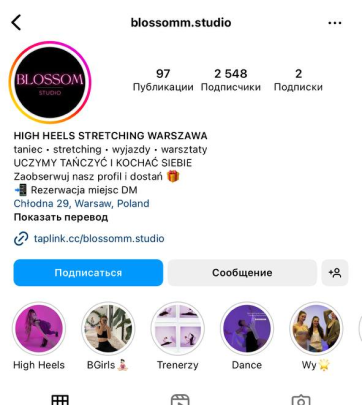 blossomm.studio
BLOSSOM
STUDIO
97
Публикации
2 548
Подписчики
2
Подписки
HIGH HEELS STRETCHING WARSZAWA
taniec • stretching • wyjazdy • warsztaty
UCZYMY TAŃCZYĆ I KOCHAĆ SIEBIE
Zaobserwuj nasz profil i dostań 🎁
📲 Rezerwacja miejsc DM
Chłodna 29, Warsaw, Poland
Показать перевод
taplink.cc/blossomm.studio
Подписаться
Сообщение
High Heels
BGirls 💃🏻
Trenerzy
Dance
Wy 🌟